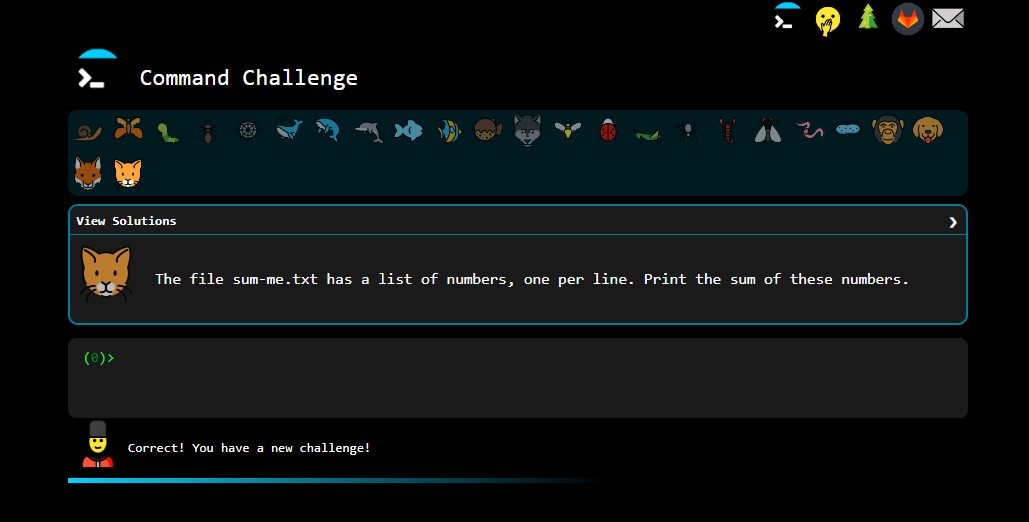 Command Challenge
View Solutions
The file sum-me.txt has a list of numbers, one per line. Print the sum of these numbers.
(0)>
Correct! You have a new challenge!